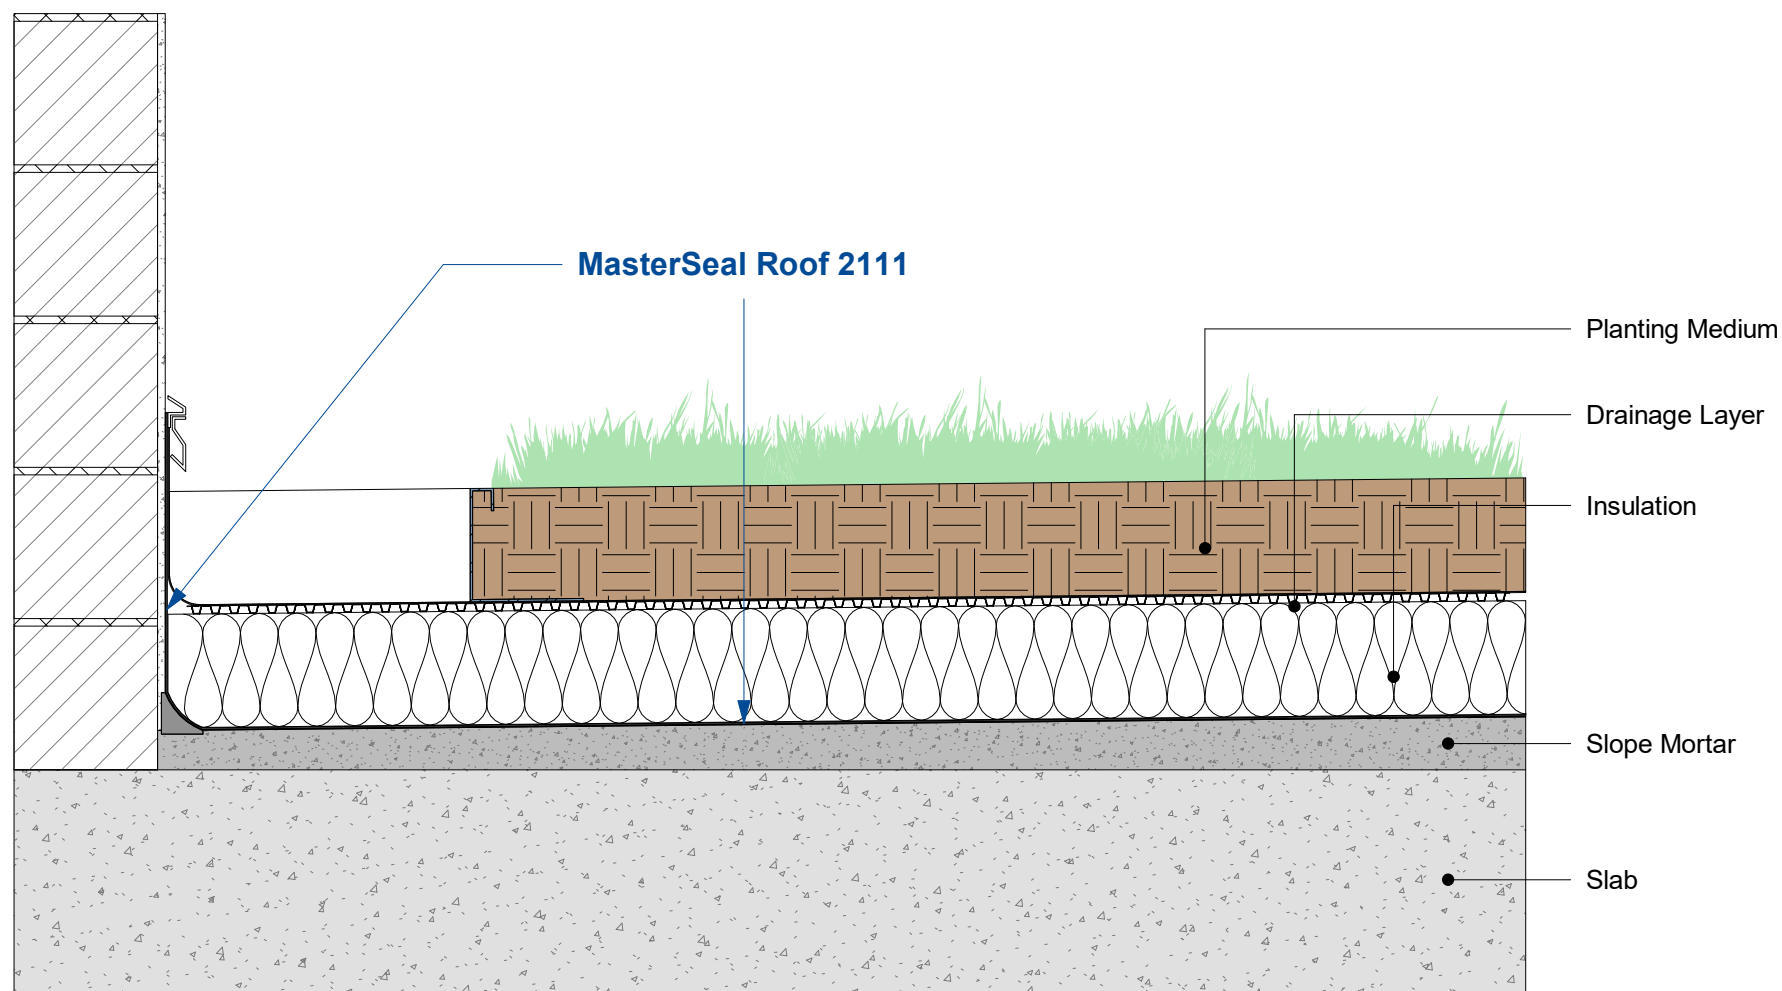 MasterSeal Roof 2111
Planting Medium
Drainage Layer
Insulation
Slope Mortar
Slab